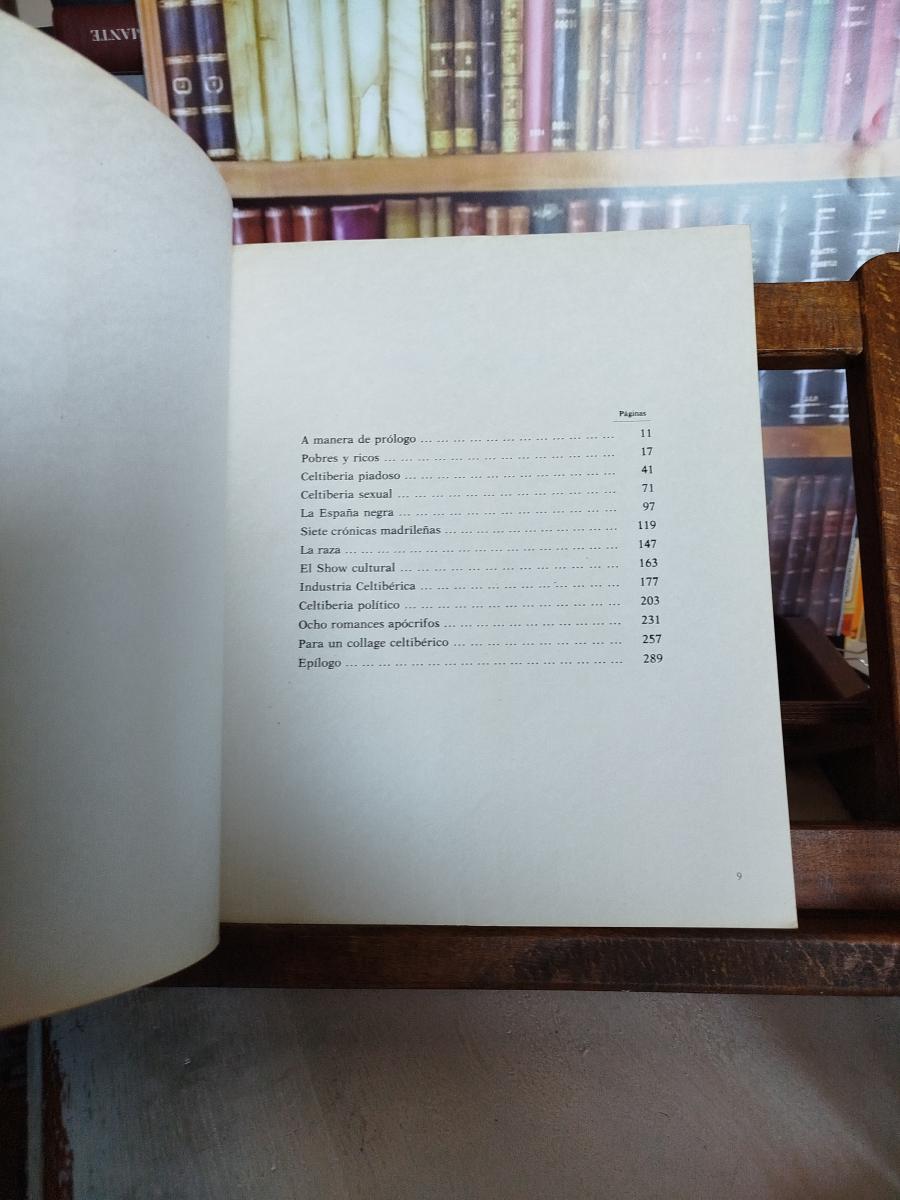 MANTE
Páginas
A manera de prólogo ... ... ... ... ... ... ... ... ... ... ... ... 11
Pobres y ricos ... ... ... ... ... ... ... ... ... ... ... ... ... ... 17
Celtiberia piadoso ... ... ... ... ... ... ... ... ... ... ... ... ... 41
Celtiberia sexual ... ... ... ... ... ... ... ... ... ... ... ... ... 71
La España negra ... ... ... ... ... ... ... ... ... ... ... ... ... 97
Siete crónicas madrileñas ... ... ... ... ... ... ... ... ... ... 119
La raza ... ... ... ... ... ... ... ... ... ... ... ... ... ... ... ... 147
El Show cultural ... ... ... ... ... ... ... ... ... ... ... ... ... 163
Industria Celtibérica ... ... ... ... ... ... ... ... ... ... ... ... 177
Celtiberia político ... ... ... ... ... ... ... ... ... ... ... ... ... 203
Ocho romances apócrifos ... ... ... ... ... ... ... ... ... ... 231
Para un collage celtibérico ... ... ... ... ... ... ... ... ... ... 257
Epílogo ... ... ... ... ... ... ... ... ... ... ... ... ... ... ... ... 289
9